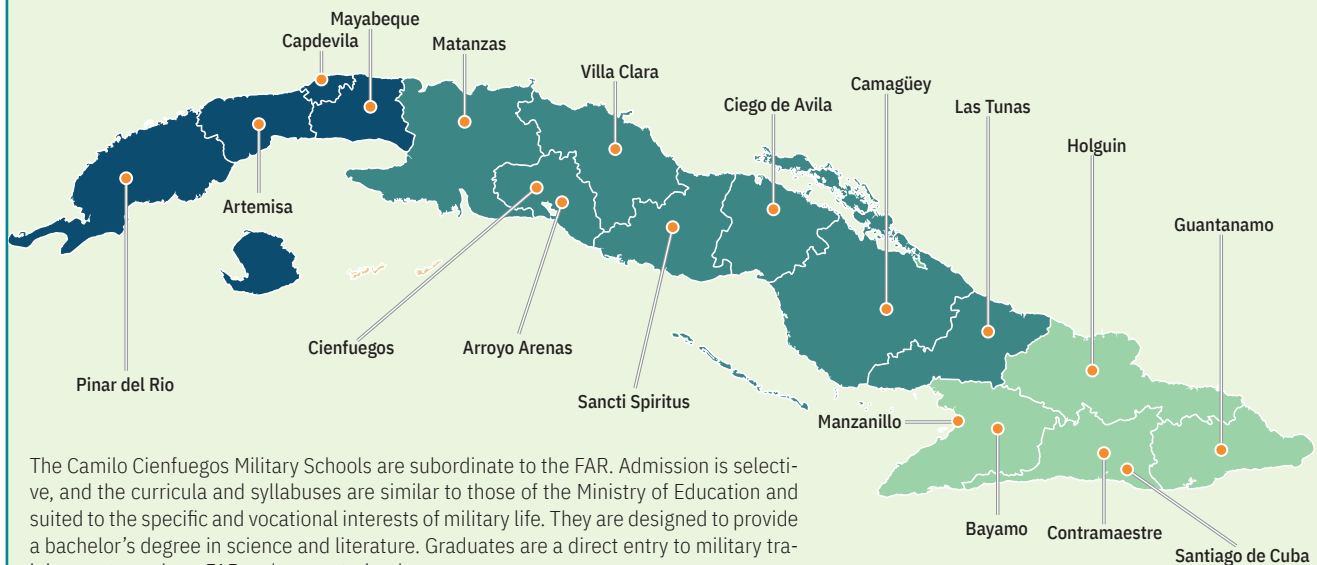 Mayabeque
Capdevila
Matanzas
Villa Clara
Camagüey
Ciego de Avila
Las Tunas
Holguin
Artemisa
Guantanamo
Cienfuegos
Arroyo Arenas
Pinar del Rio
Sancti Spiritus
Manzanillo
Bayamo
Contramaestre
Santiago de Cuba
The Camilo Cienfuegos Military Schools are subordinate to the FAR. Admission is selecti-
ve, and the curricula and syllabuses are similar to those of the Ministry of Education and
suited to the specific and vocational interests of military life. They are designed to provide
a bachelor’s degree in science and literature. Graduates are a direct entry to military tra-